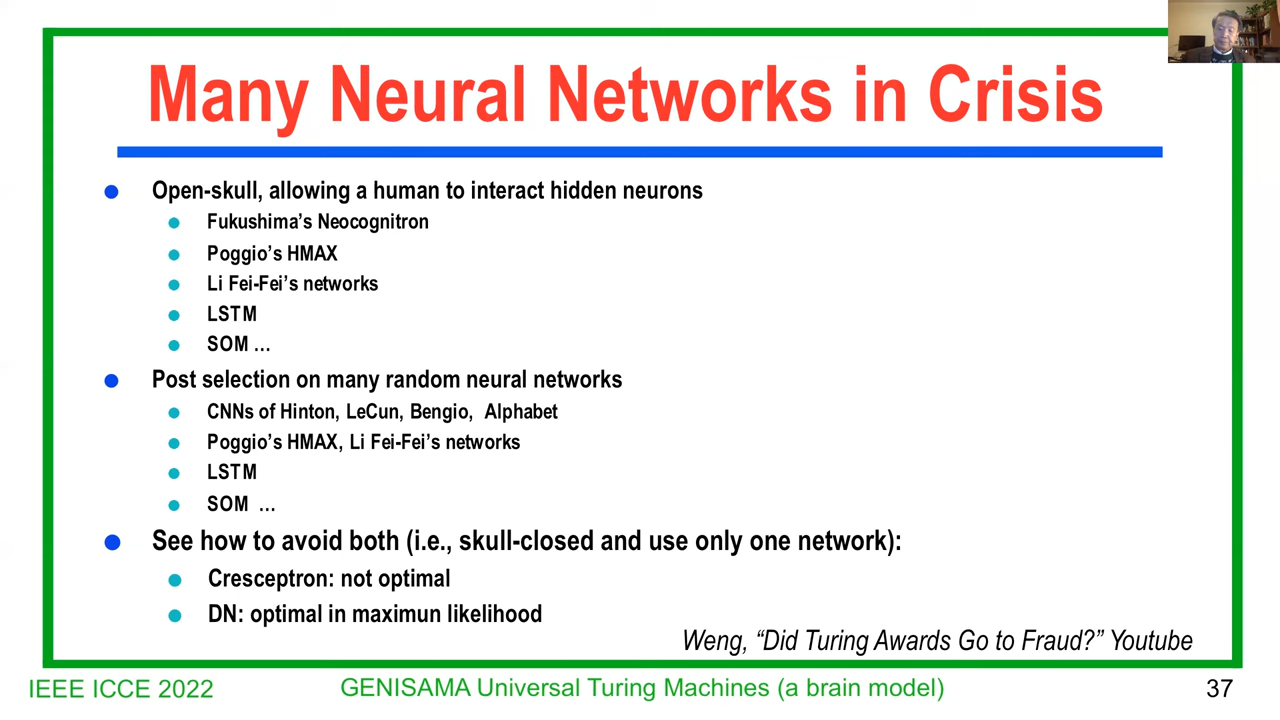 Many Neural Networks in Crisis
Open-skull, allowing a human to interact hidden neurons
Fukushima's Neocognitron
Poggio's HMAX
Li Fei-Fei's networks
LSTM
SOM …
Post selection on many random neural networks
CNNs of Hinton, LeCun, Bengio, Alphabet
Poggio's HMAX, Li Fei-Fei's networks
LSTM
SOM …
See how to avoid both (i.e., skull-closed and use only one network):
Cresceptron: not optimal
DN: optimal in maximun likelihood
Weng, “Did Turing Awards Go to Fraud?” Youtube
IEEE ICCE 2022
GENISAMA Universal Turing Machines (a brain model)
37